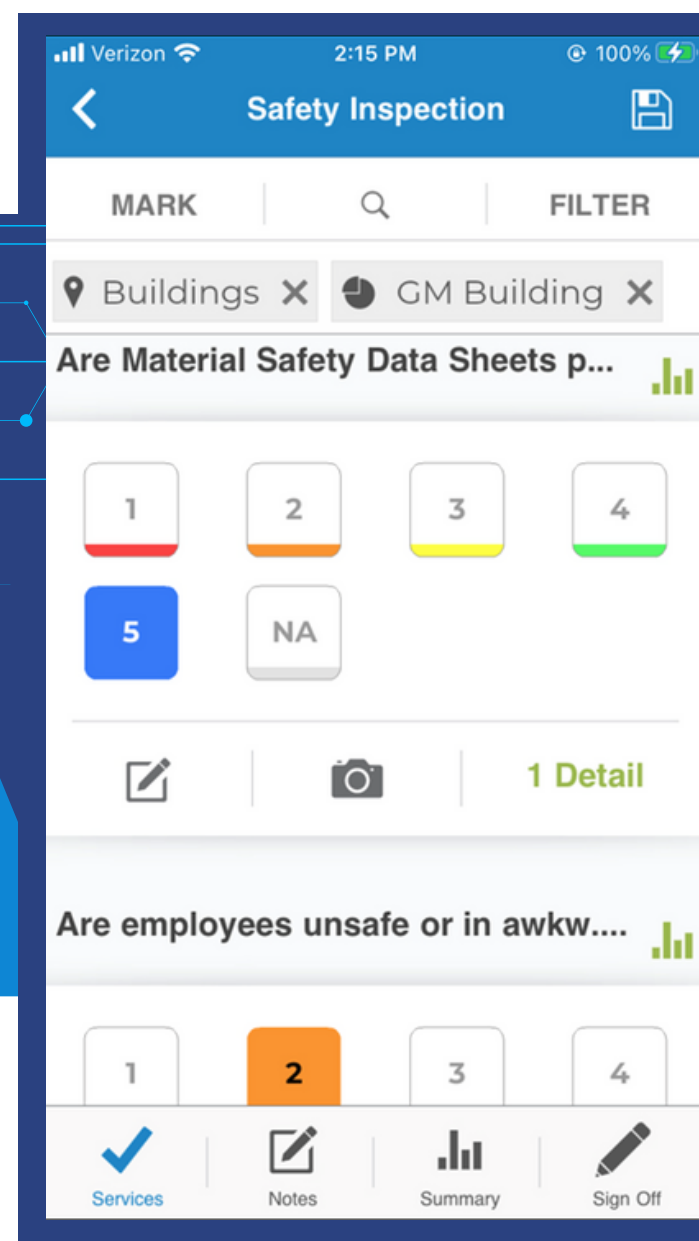 Verizon 2:15 PM 100%
Safety Inspection
MARK FILTER
Buildings GM Building
Are Material Safety Data Sheets p...
1 2 3 4
5 NA
1 Detail
Are employees unsafe or in awkw....
1 2 3 4
Services Notes Summary Sign Off